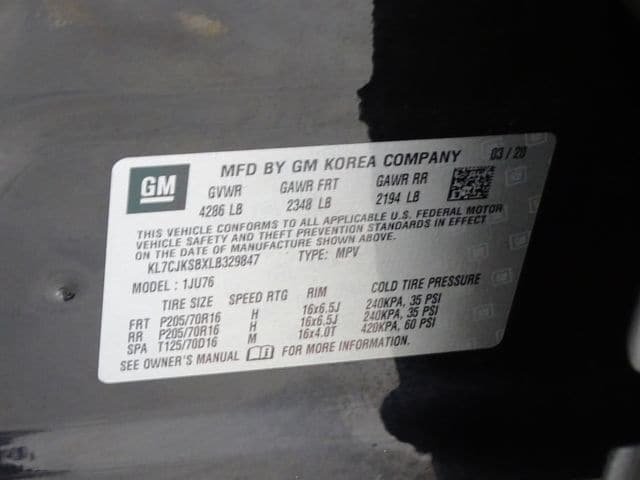 GM MFD BY GM KOREA COMPANY 03/20
GVWR GAWR FRT GAWR RR
4286 LB 2348 LB 2194 LB
THIS VEHICLE CONFORMS TO ALL APPLICABLE U.S. FEDERAL MOTOR
VEHICLE SAFETY AND THEFT PREVENTION STANDARDS IN EFFECT
ON THE DATE OF MANUFACTURE SHOWN ABOVE.
KL7CJKSBXLB329847 TYPE: MPV
MODEL: 1JU76
TIRE SIZE SPEED RTG RIM COLD TIRE PRESSURE
FRT P205/70R16 H 16x6.5J 240KPA, 35 PSI
RR P205/70R16 H 16x6.5J 240KPA, 35 PSI
SPA T125/70D16 M 16x4.0T 420KPA, 60 PSI
SEE OWNER'S MANUAL FOR MORE INFORMATION.